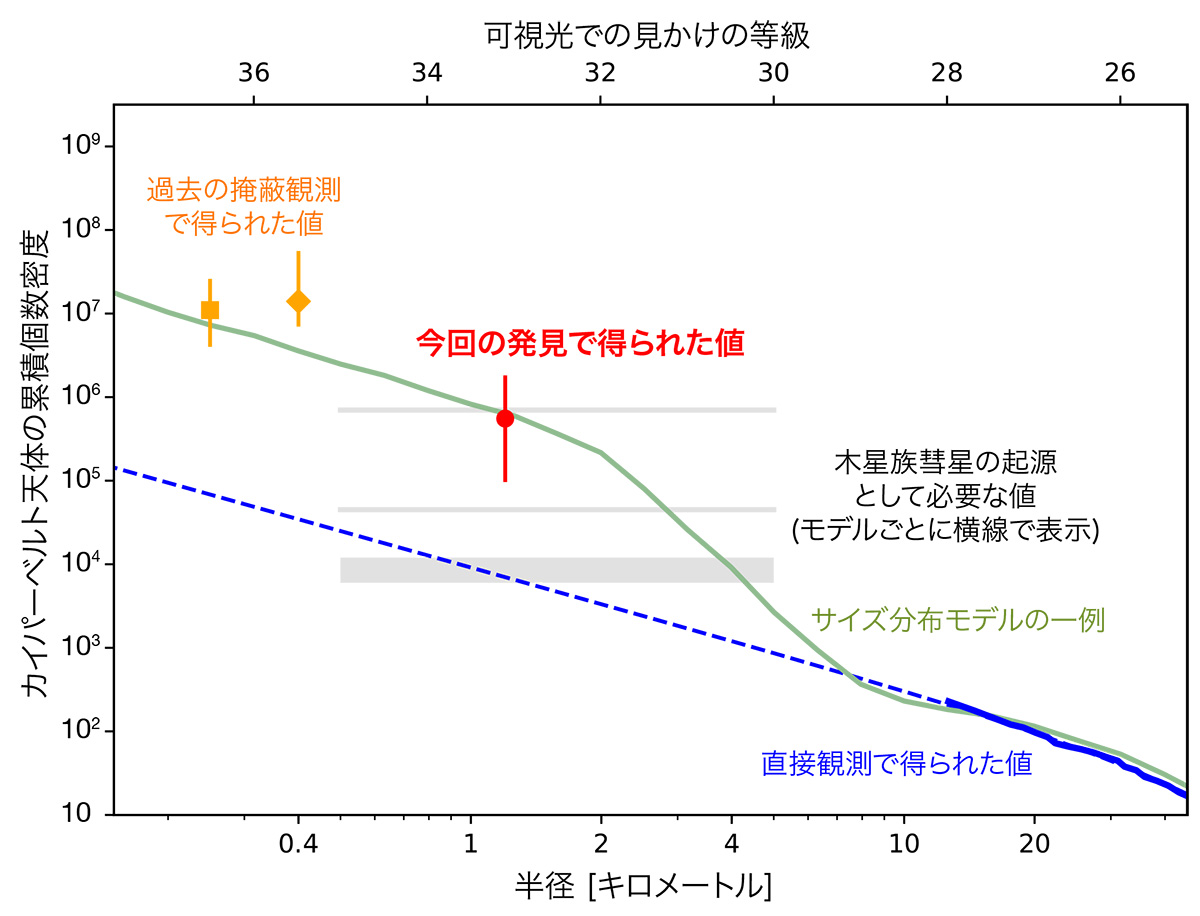 可視光での見かけの等級
36 34 32 30 28 26
カイパーベルト天体の累積個数密度
10⁹
10⁸
10⁷
10⁶
10⁵
10⁴
10³
10²
10
過去の掩蔽観測
で得られた値
今回の発見で得られた値
木星族彗星の起源
として必要な値
(モデルごとに横線で表示)
サイズ分布モデルの一例
直接観測で得られた値
0.4 1 2 4 10 20
半径 [キロメートル]